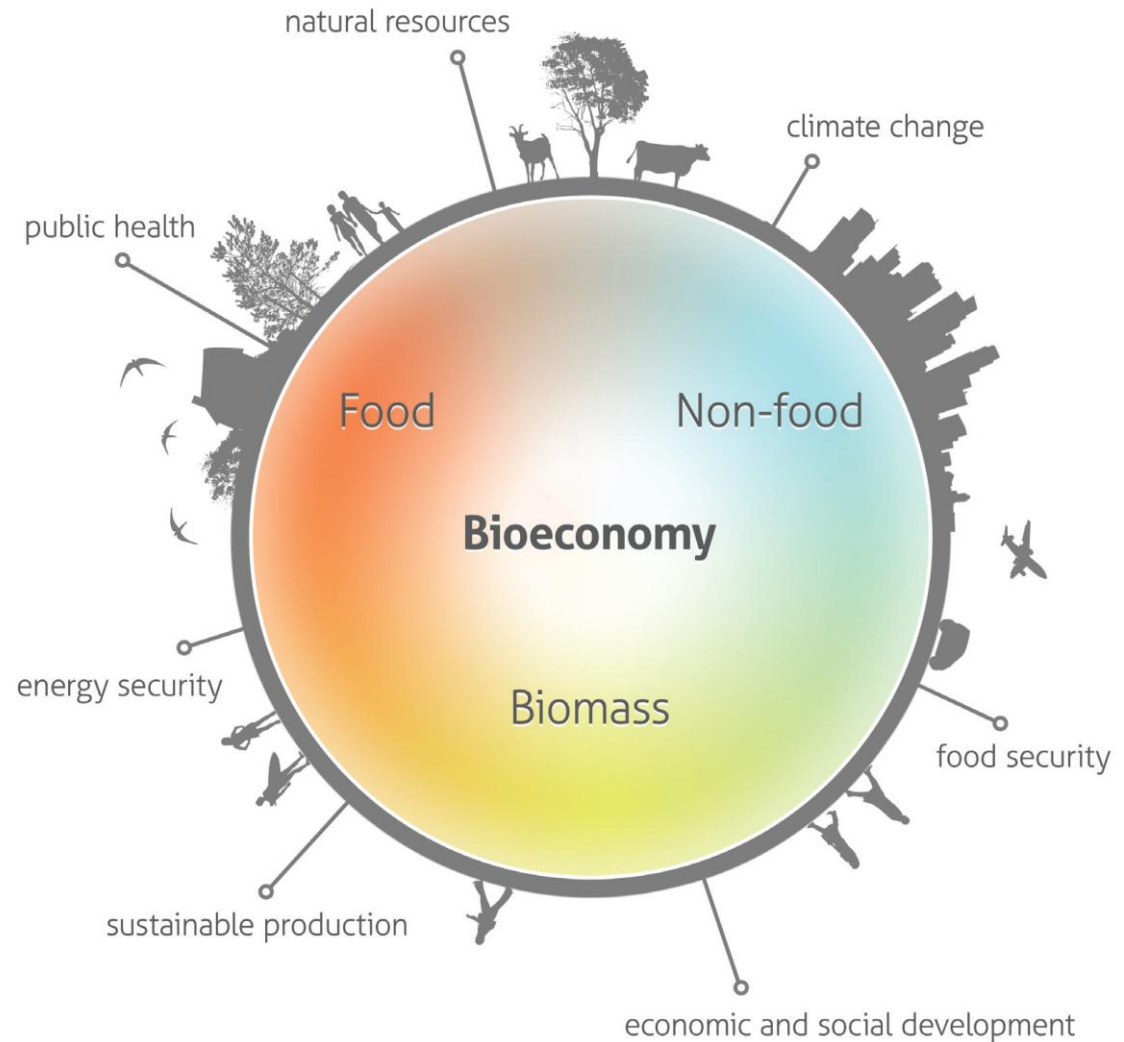 natural resources
climate change
public health
Food
Non-food
Bioeconomy
Biomass
energy security
food security
sustainable production
economic and social development